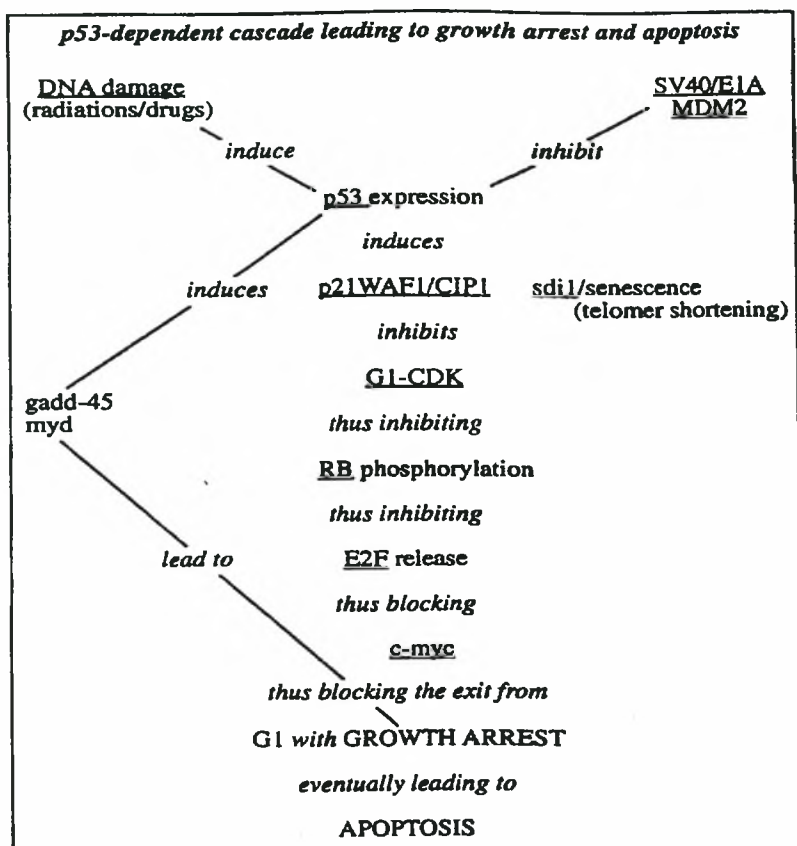 p53-dependent cascade leading to growth arrest and apoptosis
DNA damage
(radiations/drugs)
SV40/E1A
MDM2
induce
inhibit
p53 expression
induces
induces
p21WAF1/CIP1
sdi1/senescence
(telomer shortening)
inhibits
G1-CDK
gadd-45
myd
thus inhibiting
RB phosphorylation
thus inhibiting
lead to
E2F release
thus blocking
c-myc
thus blocking the exit from
G1 with GROWTH ARREST
eventually leading to
APOPTOSIS